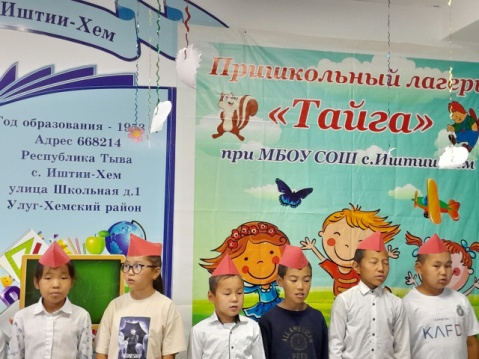 Иштии-Хем
Год образования - 1958
Адрес 668214
Республика Тыва
с. Иштии-Хем
улица Школьная д.1
Улуг-Хемский район
Пришкольный лагерь
«Тайга»
при МБОУ СОШ с.Иштии-Хем
KAFD